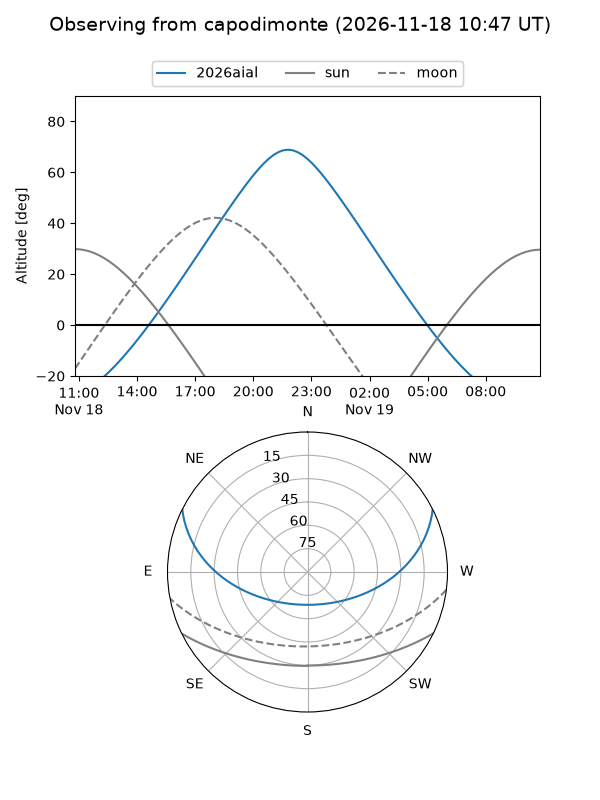 Observing from capodimonte (2026-11-18 10:47 UT)
2026aial sun moon
Altitude [deg]
80
60
40
20
0
−20
11:00 14:00 17:00 20:00 23:00 02:00 05:00 08:00
Nov 18 Nov 19
N
NE NW
15
30
45
60
75
E W
SE SW
S